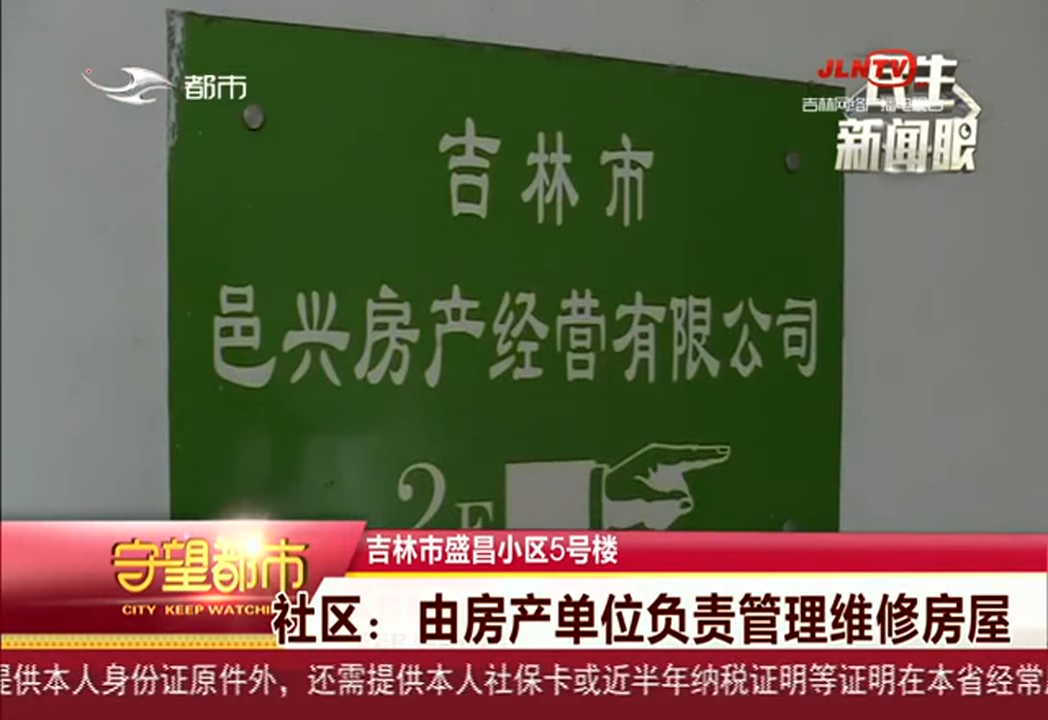 都市
JLNTV
民生
吉林网络广播电视台
新闻眼
吉林市
邑兴房产经营有限公司
2F
守望都市
CITY KEEP WATCHING
吉林市盛昌小区5号楼
社区：由房产单位负责管理维修房屋
提供本人身份证原件外，还需提供本人社保卡或近半年纳税证明等证明在本省经常